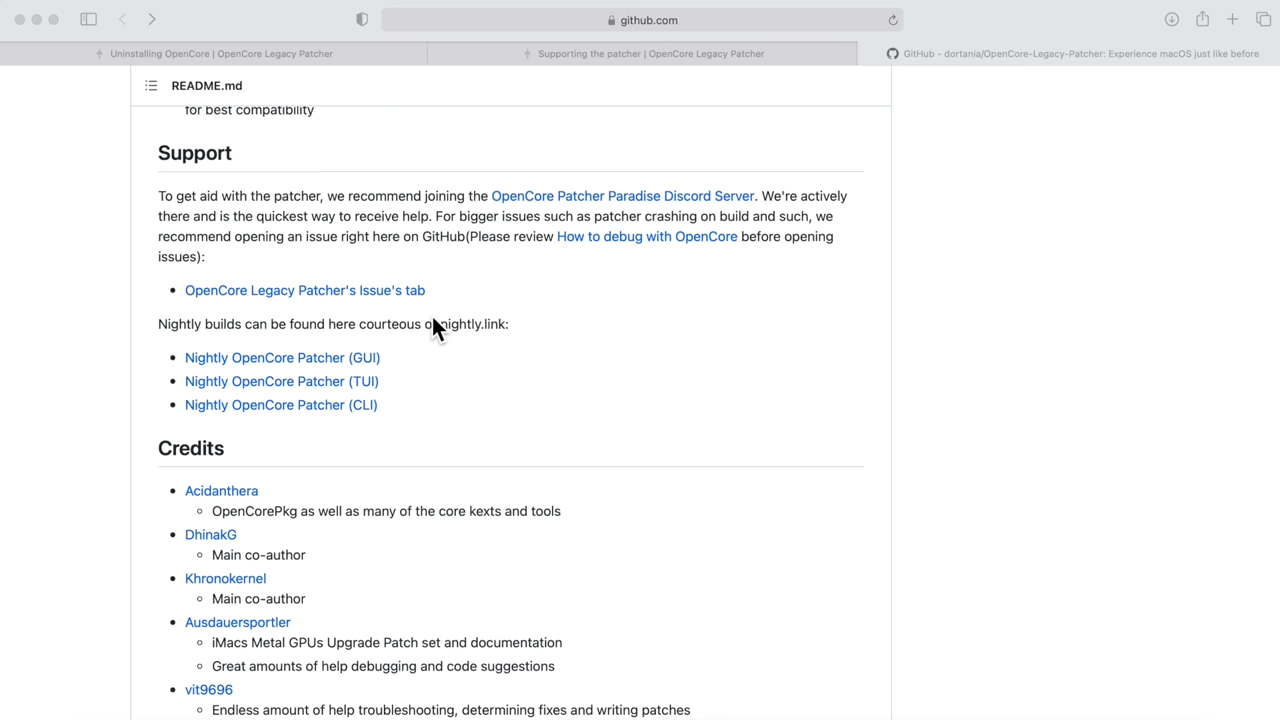 github.com
Uninstalling OpenCore | OpenCore Legacy Patcher
Supporting the patcher | OpenCore Legacy Patcher
GitHub - dortania/OpenCore-Legacy-Patcher: Experience macOS just like before
README.md
for best compatibility
Support
To get aid with the patcher, we recommend joining the OpenCore Patcher Paradise Discord Server. We're actively
there and is the quickest way to receive help. For bigger issues such as patcher crashing on build and such, we
recommend opening an issue right here on GitHub(Please review How to debug with OpenCore before opening
issues):
OpenCore Legacy Patcher's Issue's tab
Nightly builds can be found here courteous of nightly.link:
Nightly OpenCore Patcher (GUI)
Nightly OpenCore Patcher (TUI)
Nightly OpenCore Patcher (CLI)
Credits
Acidanthera
OpenCorePkg as well as many of the core kexts and tools
DhinakG
Main co-author
Khronokernel
Main co-author
Ausdauersportler
iMacs Metal GPUs Upgrade Patch set and documentation
Great amounts of help debugging and code suggestions
vit9696
Endless amount of help troubleshooting, determining fixes and writing patches